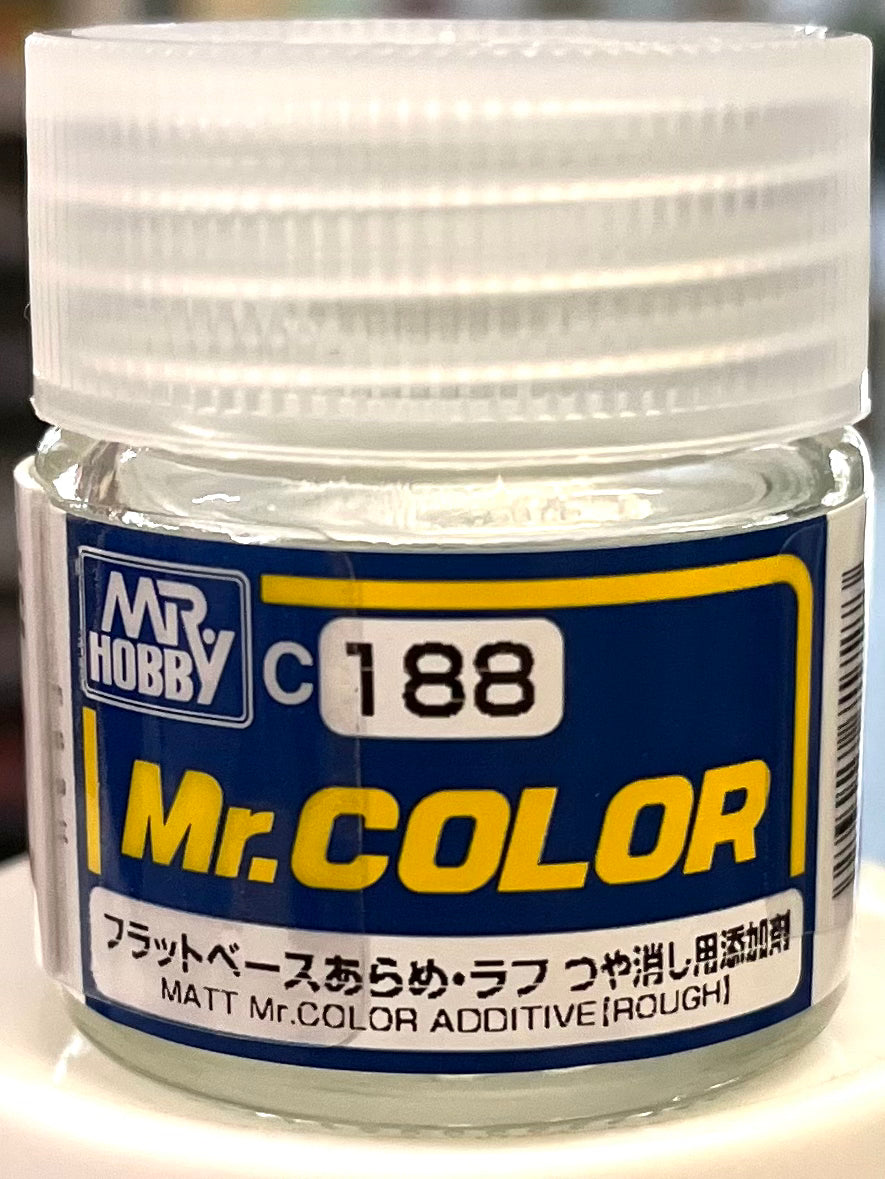 MR.
HOBBY
C 188
Mr.COLOR
フラットベースあらめ・ラフ つや消し用添加剤
MATT Mr.COLOR ADDITIVE[ROUGH]